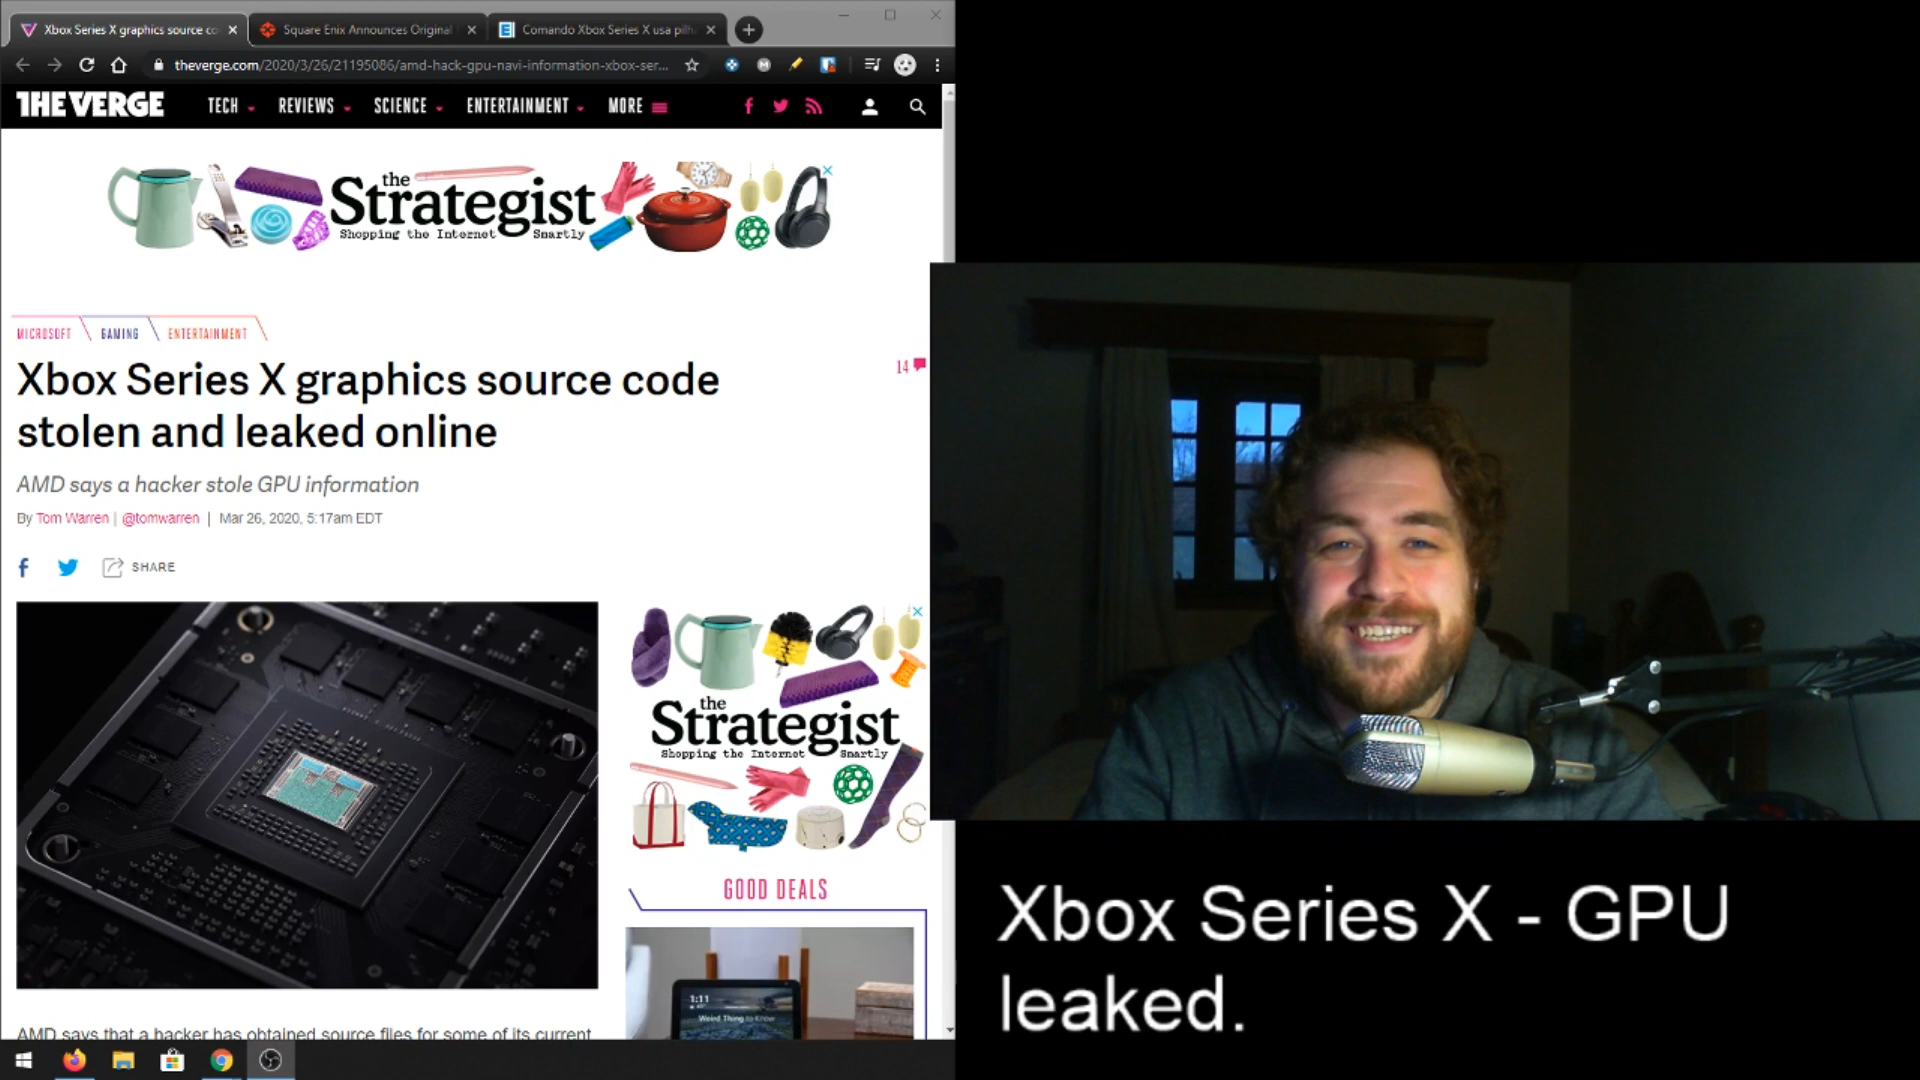 Xbox Series X graphics source co
Square Enix Announces Original
Comando Xbox Series X usa pilh
theverge.com/2020/3/26/21195086/amd-hack-gpu-navi-information-xbox-ser...
THE VERGE
TECH
REVIEWS
SCIENCE
ENTERTAINMENT
MORE
the
Strategist
Shopping the Internet Smartly
MICROSOFT
GAMING
ENTERTAINMENT
Xbox Series X graphics source code
stolen and leaked online
14
AMD says a hacker stole GPU information
By Tom Warren | @tomwarren | Mar 26, 2020, 5:17am EDT
SHARE
the
Strategist
Shopping the Internet Smartly
GOOD DEALS
1:11
Weird Thing to Know
AMD says that a hacker has obtained source files for some of its current
Xbox Series X - GPU
leaked.